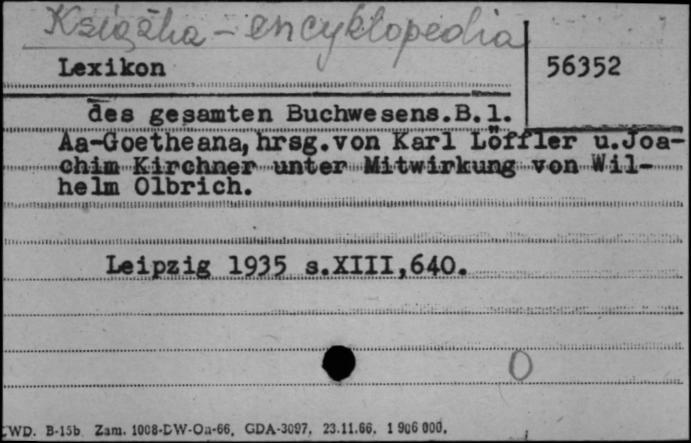 Książka - encyklopedia
Lexikon
56352
des gesamten Buchwesens.B.1.
Aa-Goetheana,hrsg.von Karl Löffler u.Joa-
chim Kirchner unter Mitwirkung von Wil-
helm Olbrich.
Leipzig 1935 s.XIII,640.
0
CWD. B-15b Zam. 1008-DW-Oa-66. GDA-3097. 23.11.66. 1 906 000.